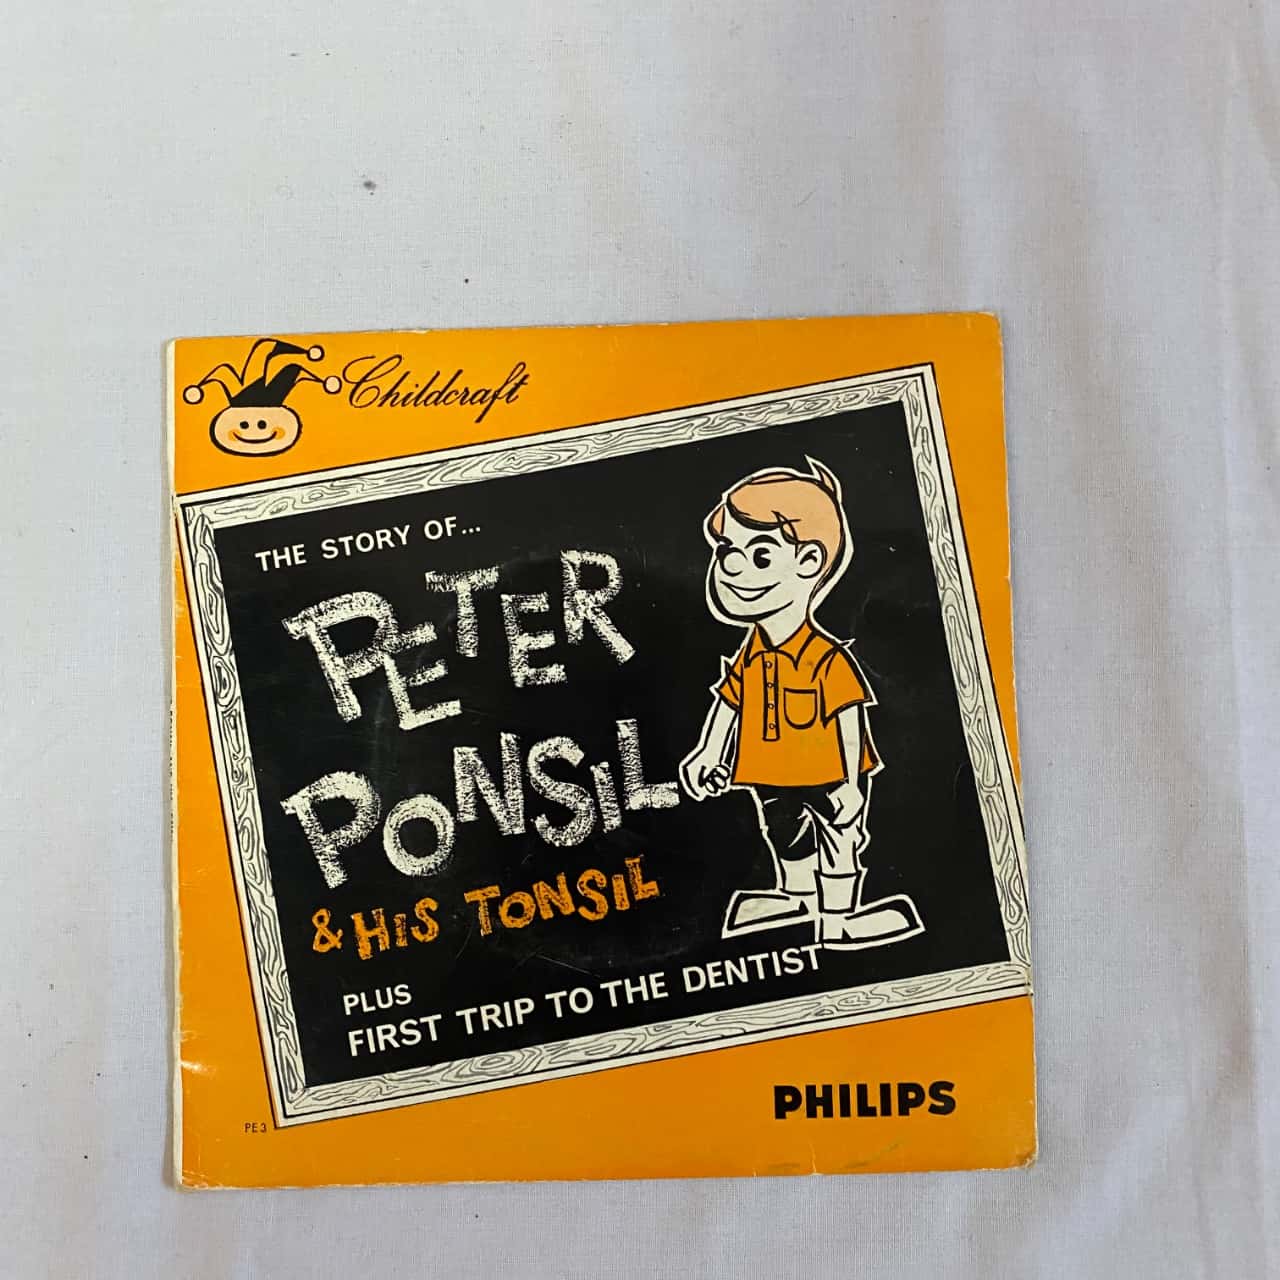 Childcraft
THE STORY OF...
PETER
PONSIL
& HIS TONSIL
PLUS
FIRST TRIP TO THE DENTIST
PHILIPS
PE 3